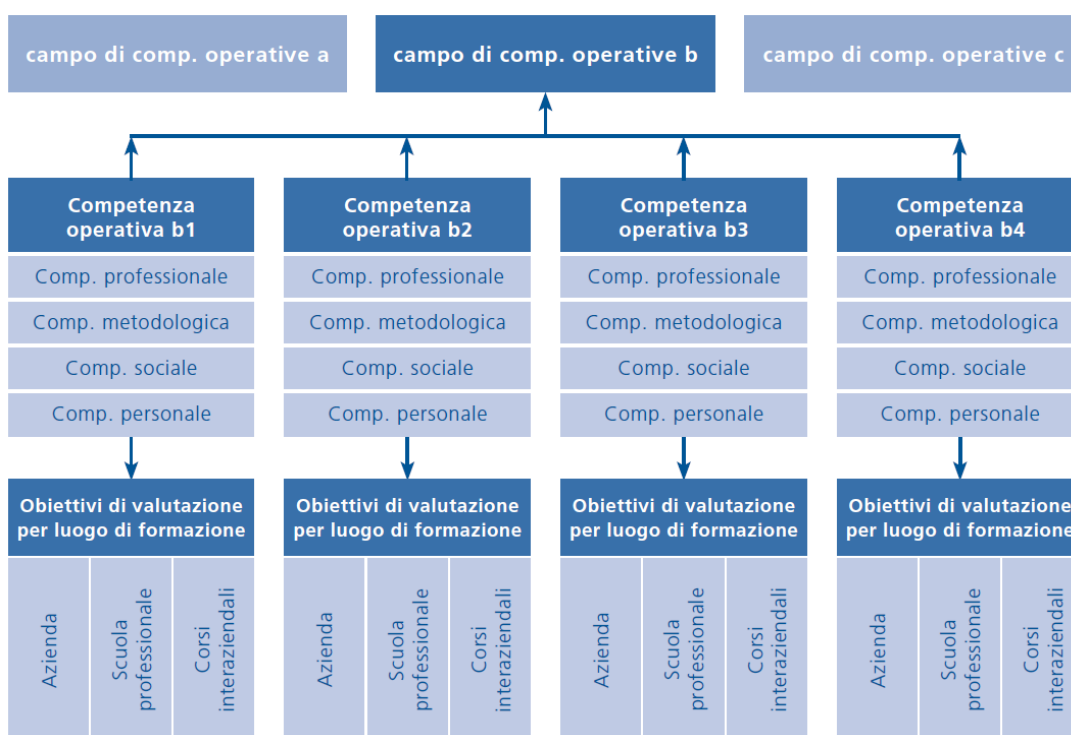 campo di comp. operative a
campo di comp. operative b
campo di comp. operative c
Competenza
operativa b1
Comp. professionale
Comp. metodologica
Comp. sociale
Comp. personale
Obiettivi di valutazione
per luogo di formazione
Azienda
Scuola
professionale
Corsi
interaziendali
Competenza
operativa b2
Comp. professionale
Comp. metodologica
Comp. sociale
Comp. personale
Obiettivi di valutazione
per luogo di formazione
Azienda
Scuola
professionale
Corsi
interaziendali
Competenza
operativa b3
Comp. professionale
Comp. metodologica
Comp. sociale
Comp. personale
Obiettivi di valutazione
per luogo di formazione
Azienda
Scuola
professionale
Corsi
interaziendali
Competenza
operativa b4
Comp. professionale
Comp. metodologica
Comp. sociale
Comp. personale
Obiettivi di valutazione
per luogo di formazione
Azienda
Scuola
professionale
Corsi
interaziendali